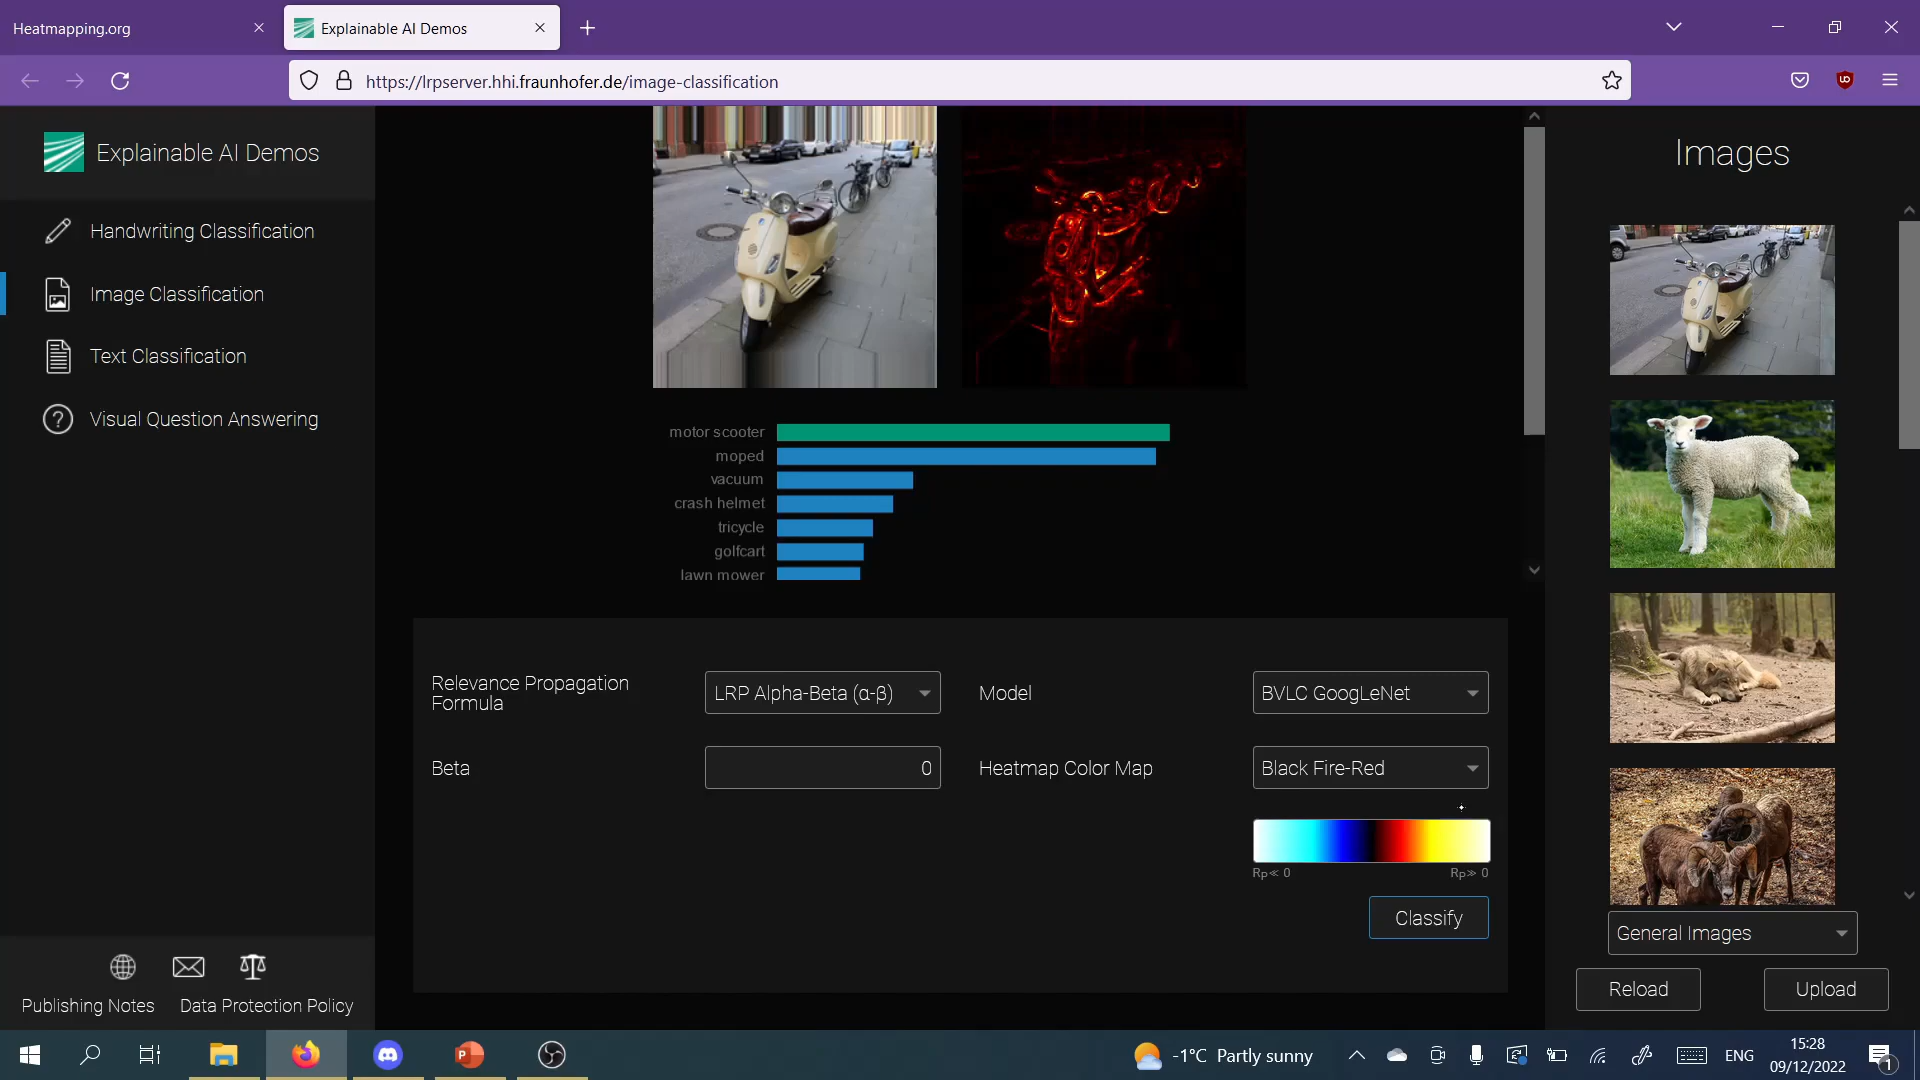 Heatmapping.org
Explainable AI Demos
https://lrpserver.hhi.fraunhofer.de/image-classification
Explainable AI Demos
Handwriting Classification
Image Classification
Text Classification
Visual Question Answering
Publishing Notes
Data Protection Policy
motor scooter
moped
vacuum
crash helmet
tricycle
golfcart
lawn mower
Relevance Propagation
Formula
LRP Alpha-Beta (α-β)
Model
BVLC GoogLeNet
Beta
0
Heatmap Color Map
Black Fire-Red
Rp≪ 0
Rp≫ 0
Classify
Images
General Images
Reload
Upload
-1°C Partly sunny
ENG
15:28
09/12/2022
1